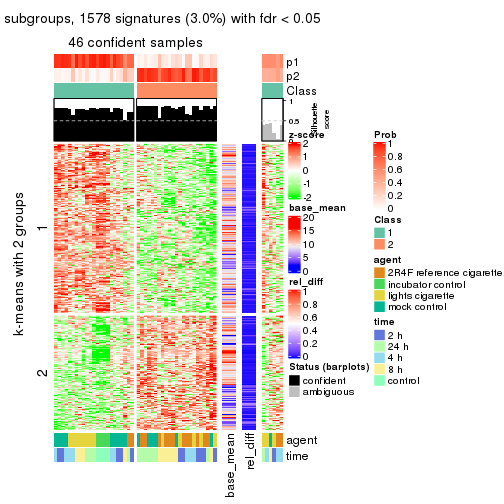 subgroups, 1578 signatures (3.0%) with fdr < 0.05
46 confident samples
p1
p2
Class
1
0.5
0
Silhouette
score
k-means with 2 groups
1
2
agent
time
base_mean
rel_diff
z-score
2
1
0
-1
-2
base_mean
20
15
10
5
0
rel_diff
1
0.8
0.6
0.4
0.2
0
Status (barplots)
confident
ambiguous
Prob
1
0.8
0.6
0.4
0.2
0
Class
1
2
agent
2R4F reference cigarette
incubator control
lights cigarette
mock control
time
2 h
24 h
4 h
8 h
control